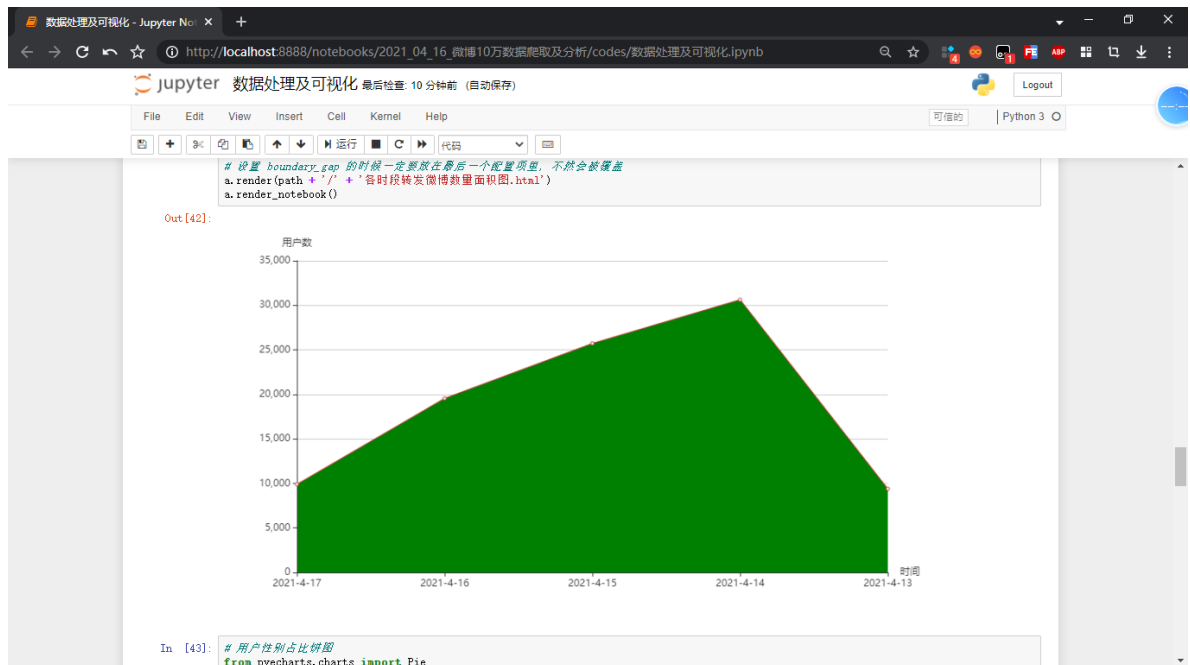 数据处理及可视化 - Jupyter No
http://localhost:8888/notebooks/2021_04_16_微博10万数据爬取及分析/codes/数据处理及可视化.ipynb
4
1
FE
ABP
jupyter 数据处理及可视化 最后检查: 10 分钟前 (自动保存)
Logout
File Edit View Insert Cell Kernel Help
可信的 Python 3
运行 代码
# 设置 boundary_gap 的时候一定要放在最后一个配置项里，不然会被覆盖
a.render(path + '/' + '各时段转发微博数量面积图.html')
a.render_notebook()
Out[42]:
用户数
35,000
30,000
25,000
20,000
15,000
10,000
5,000
0
2021-4-17 2021-4-16 2021-4-15 2021-4-14 2021-4-13
时间
In [43]: # 用户性别占比饼图
from pyecharts.charts import Pie